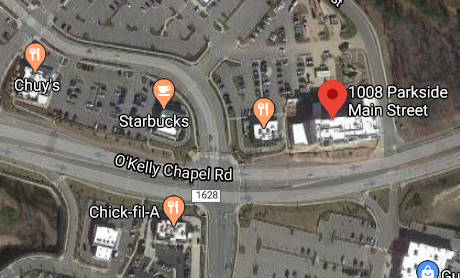 1008 Parkside
Main Street
Chuy's
Starbucks
O'Kelly Chapel Rd
1628
Chick-fil-A